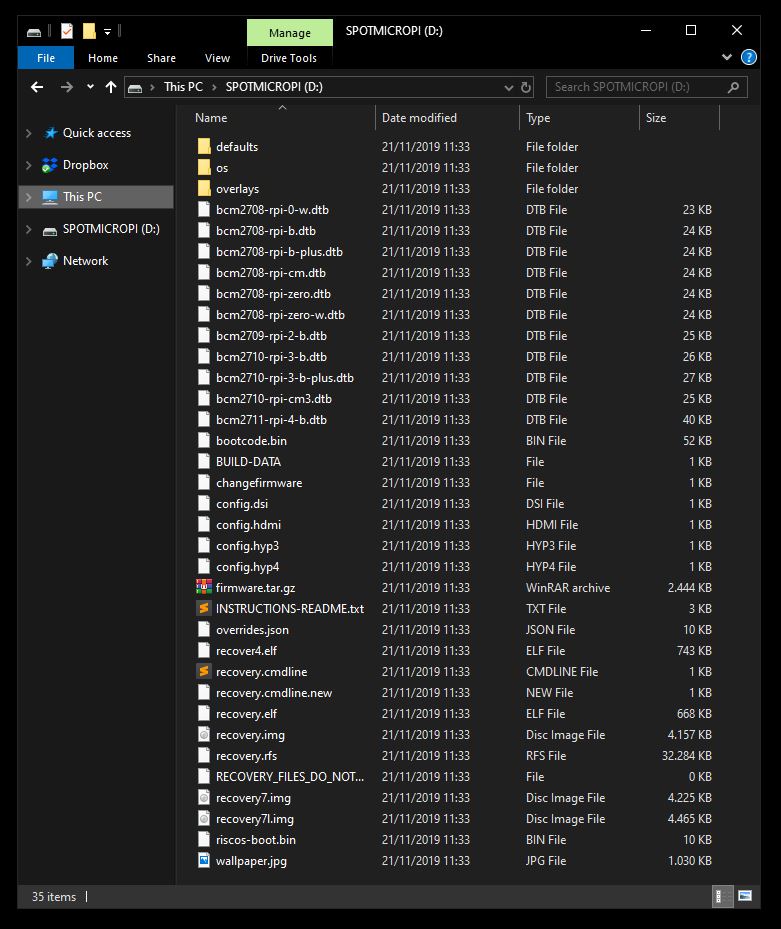 Manage SPOTMICROPI (D:)
File Home Share View Drive Tools
This PC SPOTMICROPI (D:) Search SPOTMICROPI (D:)
Name Date modified Type Size
Quick access
Dropbox
This PC
SPOTMICROPI (D:)
Network
defaults 21/11/2019 11:33 File folder
os 21/11/2019 11:33 File folder
overlays 21/11/2019 11:33 File folder
bcm2708-rpi-0-w.dtb 21/11/2019 11:33 DTB File 23 KB
bcm2708-rpi-b.dtb 21/11/2019 11:33 DTB File 24 KB
bcm2708-rpi-b-plus.dtb 21/11/2019 11:33 DTB File 24 KB
bcm2708-rpi-cm.dtb 21/11/2019 11:33 DTB File 24 KB
bcm2708-rpi-zero.dtb 21/11/2019 11:33 DTB File 24 KB
bcm2708-rpi-zero-w.dtb 21/11/2019 11:33 DTB File 24 KB
bcm2709-rpi-2-b.dtb 21/11/2019 11:33 DTB File 25 KB
bcm2710-rpi-3-b.dtb 21/11/2019 11:33 DTB File 26 KB
bcm2710-rpi-3-b-plus.dtb 21/11/2019 11:33 DTB File 27 KB
bcm2710-rpi-cm3.dtb 21/11/2019 11:33 DTB File 25 KB
bcm2711-rpi-4-b.dtb 21/11/2019 11:33 DTB File 40 KB
bootcode.bin 21/11/2019 11:33 BIN File 52 KB
BUILD-DATA 21/11/2019 11:33 File 1 KB
changefirmware 21/11/2019 11:33 File 1 KB
config.dsi 21/11/2019 11:33 DSI File 1 KB
config.hdmi 21/11/2019 11:33 HDMI File 1 KB
config.hyp3 21/11/2019 11:33 HYP3 File 1 KB
config.hyp4 21/11/2019 11:33 HYP4 File 1 KB
firmware.tar.gz 21/11/2019 11:33 WinRAR archive 2.444 KB
INSTRUCTIONS-README.txt 21/11/2019 11:33 TXT File 3 KB
overrides.json 21/11/2019 11:33 JSON File 10 KB
recover4.elf 21/11/2019 11:33 ELF File 743 KB
recovery.cmdline 21/11/2019 11:33 CMDLINE File 1 KB
recovery.cmdline.new 21/11/2019 11:33 NEW File 1 KB
recovery.elf 21/11/2019 11:33 ELF File 668 KB
recovery.img 21/11/2019 11:33 Disc Image File 4.157 KB
recovery.rfs 21/11/2019 11:33 RFS File 32.284 KB
RECOVERY_FILES_DO_NOT... 21/11/2019 11:33 File 0 KB
recovery7.img 21/11/2019 11:33 Disc Image File 4.225 KB
recovery7l.img 21/11/2019 11:33 Disc Image File 4.465 KB
riscos-boot.bin 21/11/2019 11:33 BIN File 10 KB
wallpaper.jpg 21/11/2019 11:33 JPG File 1.030 KB
35 items